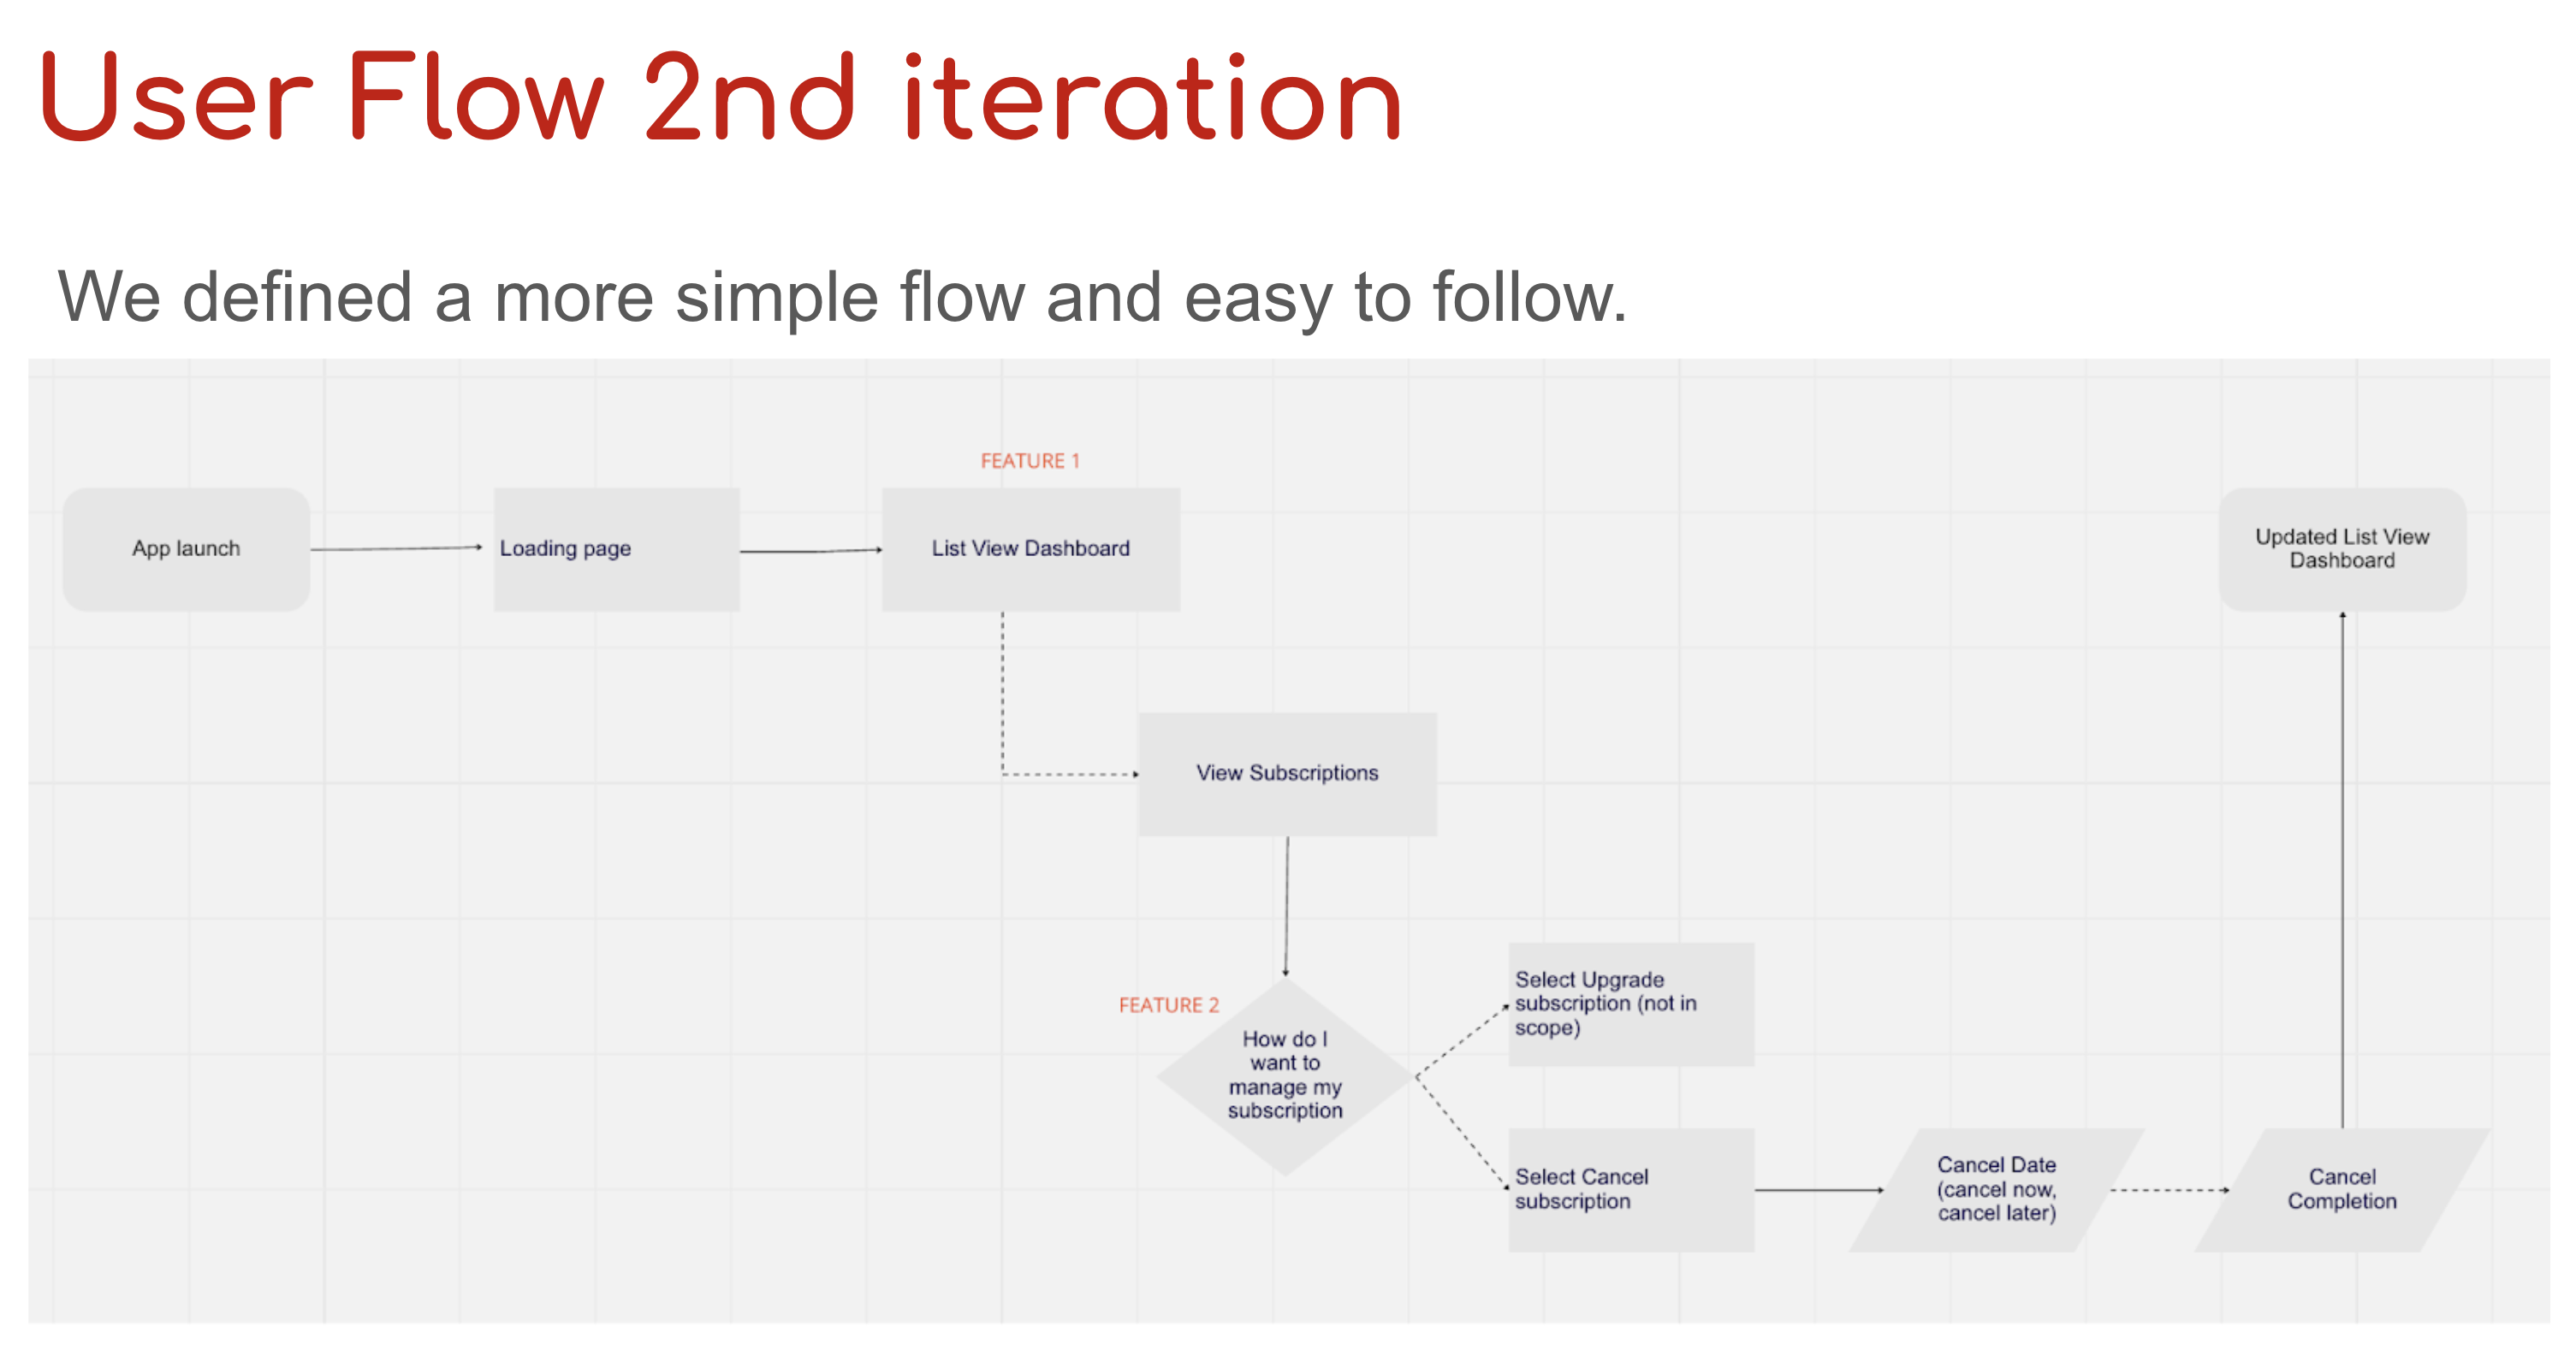 User Flow 2nd iteration
We defined a more simple flow and easy to follow.
FEATURE 1
App launch
Loading page
List View Dashboard
Updated List View
Dashboard
View Subscriptions
FEATURE 2
How do I
want to
manage my
subscription
Select Upgrade
subscription (not in
scope)
Select Cancel
subscription
Cancel Date
(cancel now,
cancel later)
Cancel
Completion